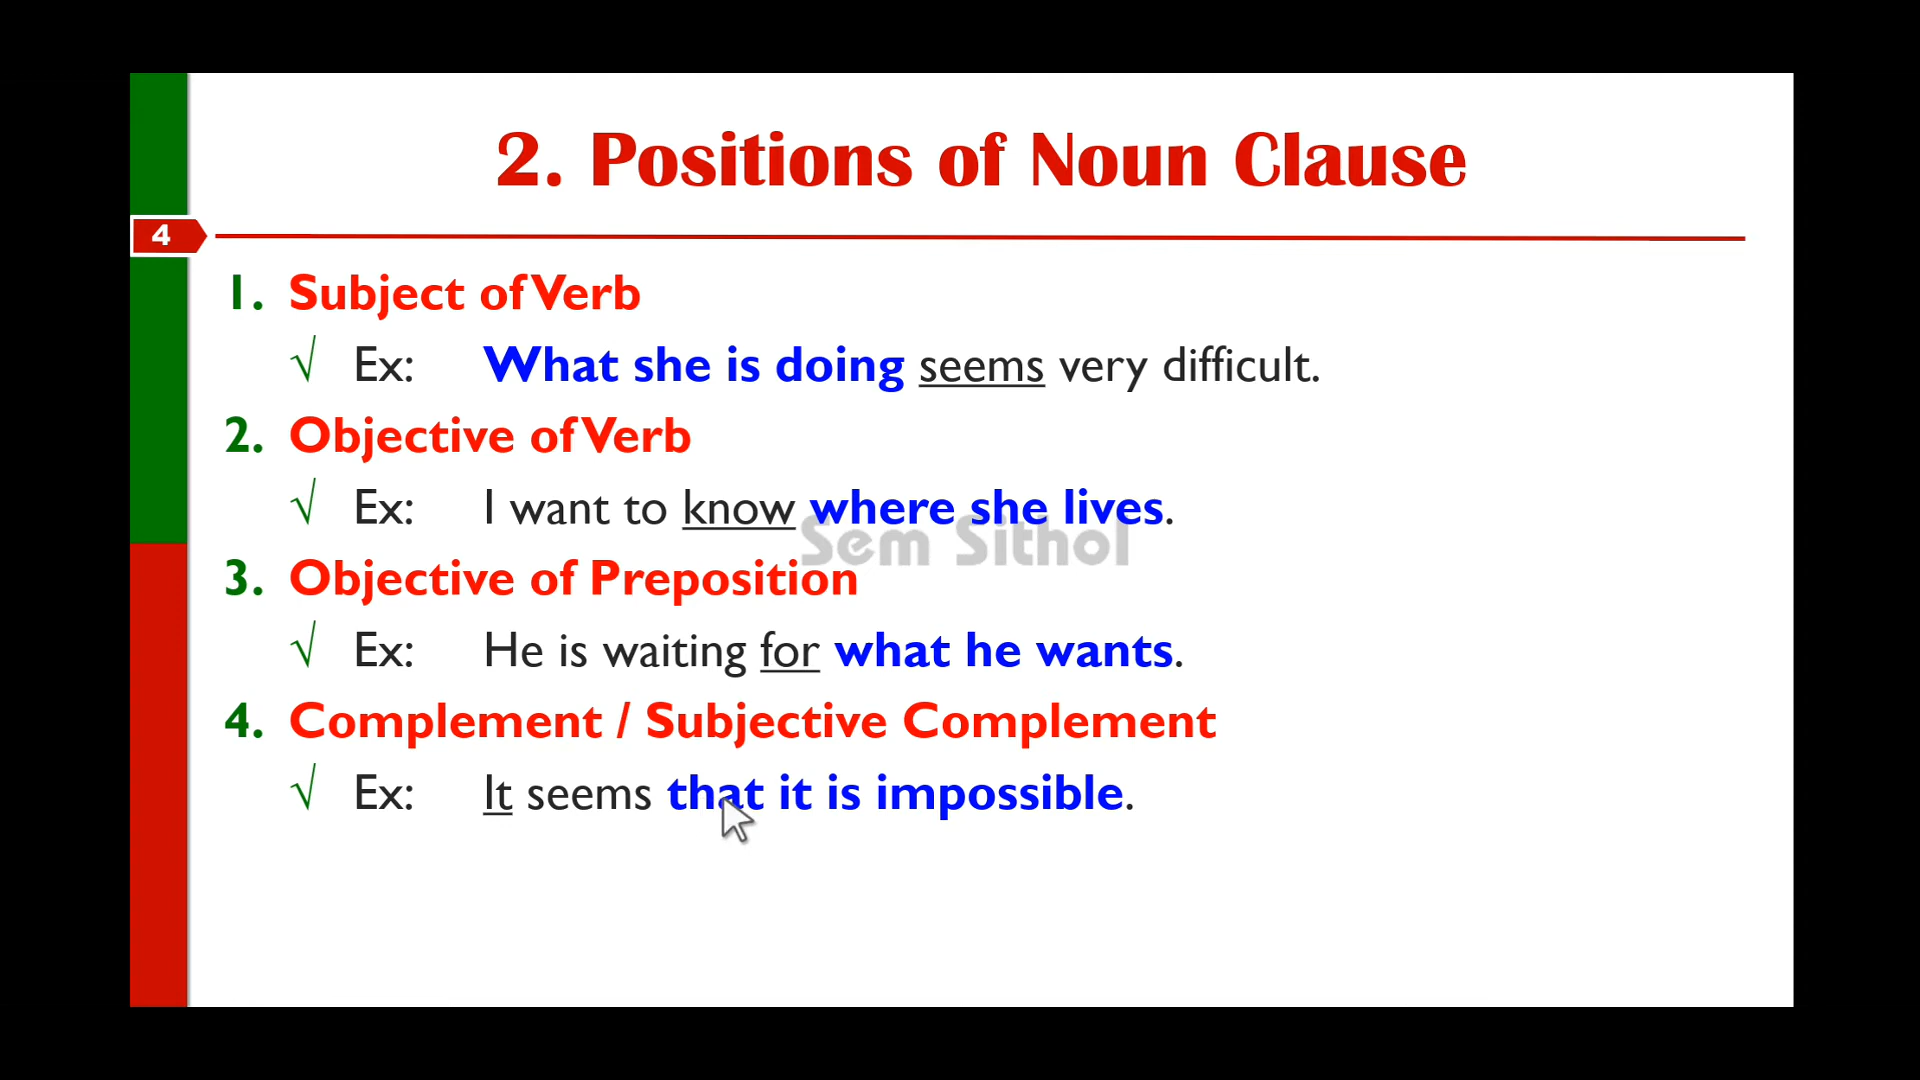 2. Positions of Noun Clause
4
1. Subject of Verb
√ Ex: What she is doing seems very difficult.
2. Objective of Verb
√ Ex: I want to know where she lives.
Sem Sithol
3. Objective of Preposition
√ Ex: He is waiting for what he wants.
4. Complement / Subjective Complement
√ Ex: It seems that it is impossible.